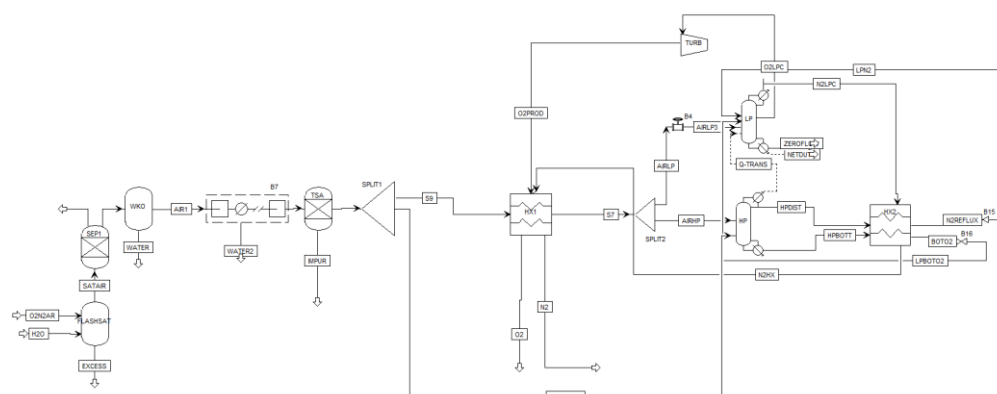 TURB
O2LPC
LPN2
N2LPC
O2PROD
B4
AIRLP3
LP
ZEROFLO
NETDUT
AIRLP
Q-TRANS
SPLIT1
B7
TSA
WKO
AIR1
S9
HX1
S7
SPLIT2
AIRHP
HP
HPDIST
HPBOTT
HX2
N2REFLUX
B15
BOTO2
B16
LPBOTO2
N2HX
SEP1
WATER
WATER2
IMPUR
SATAIR
O2N2AR
H2O
FLASHSAT
EXCESS
O2
N2